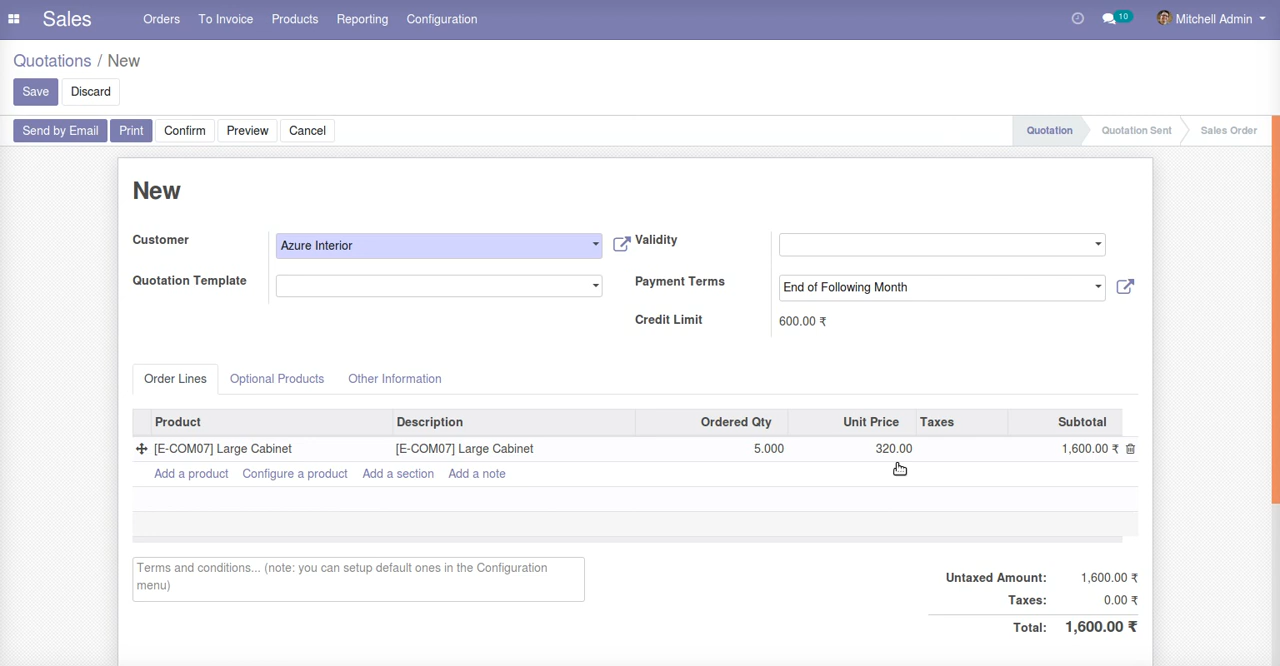 Sales Orders To Invoice Products Reporting Configuration 10 Mitchell Admin
Quotations / New
Save Discard
Send by Email Print Confirm Preview Cancel Quotation Quotation Sent Sales Order
New
Customer Azure Interior Validity
Quotation Template Payment Terms End of Following Month
Credit Limit 600.00 ₹
Order Lines Optional Products Other Information
Product Description Ordered Qty Unit Price Taxes Subtotal
[E-COM07] Large Cabinet [E-COM07] Large Cabinet 5.000 320.00 1,600.00 ₹
Add a product Configure a product Add a section Add a note
Terms and conditions... (note: you can setup default ones in the Configuration
menu)
Untaxed Amount: 1,600.00 ₹
Taxes: 0.00 ₹
Total: 1,600.00 ₹